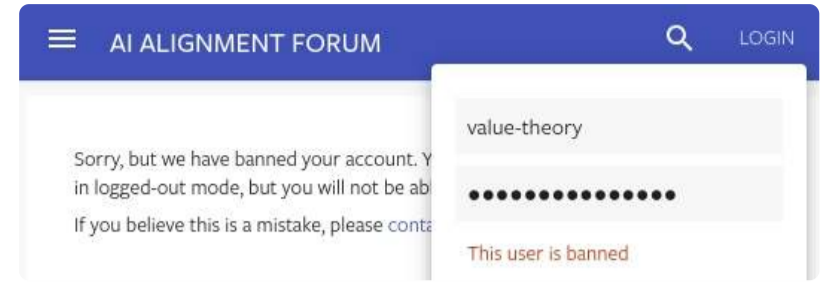 AI ALIGNMENT FORUM
LOGIN
value-theory
Sorry, but we have banned your account. Y
in logged-out mode, but you will not be ab
If you believe this is a mistake, please conta
This user is banned